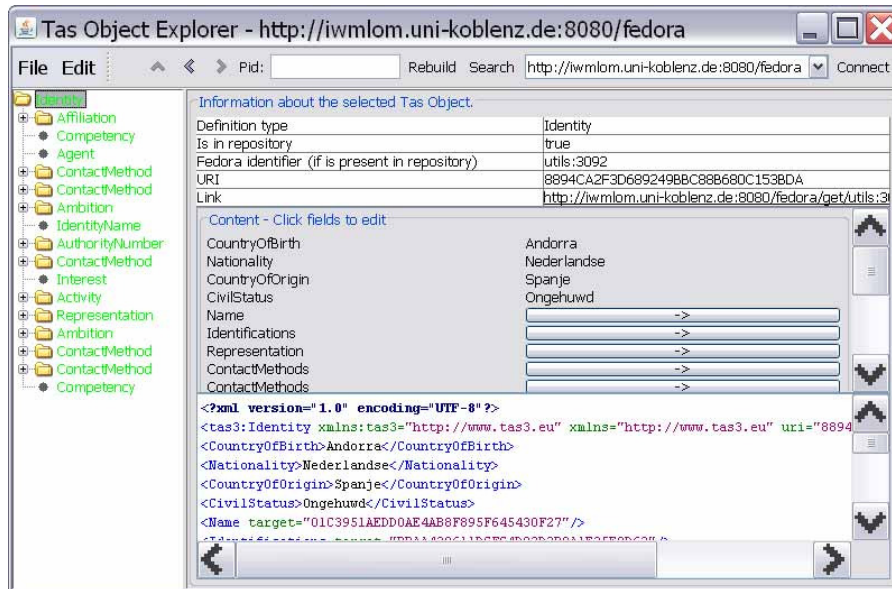 Tas Object Explorer - http://iwmlom.uni-koblenz.de:8080/fedora
File Edit Pid: Rebuild Search http://iwmlom.uni-koblenz.de:8080/fedora Connect
Identity
Affiliation
Competency
Agent
ContactMethod
ContactMethod
Ambition
IdentityName
AuthorityNumber
ContactMethod
Interest
Activity
Representation
Ambition
ContactMethod
ContactMethod
Competency
Information about the selected Tas Object.
Definition type Identity
Is in repository true
Fedora identifier (if is present in repository) utils:3092
URI 8894CA2F3D689249BBC88B680C153BDA
Link http://iwmlom.uni-koblenz.de:8080/fedora/get/utils:30
Content - Click fields to edit
CountryOfBirth Andorra
Nationality Nederlandse
CountryOfOrigin Spanje
CivilStatus Ongehuwd
Name ->
Identifications ->
Representation ->
ContactMethods ->
ContactMethods ->
<?xml version="1.0" encoding="UTF-8"?>
<tas3:Identity xmlns:tas3="http://www.tas3.eu" xmlns="http://www.tas3.eu" uri="8894
<CountryOfBirth>Andorra</CountryOfBirth>
<Nationality>Nederlandse</Nationality>
<CountryOfOrigin>Spanje</CountryOfOrigin>
<CivilStatus>Ongehuwd</CivilStatus>
<Name target="01C3951AEDD0AE4AB8F895F645430F27"/>